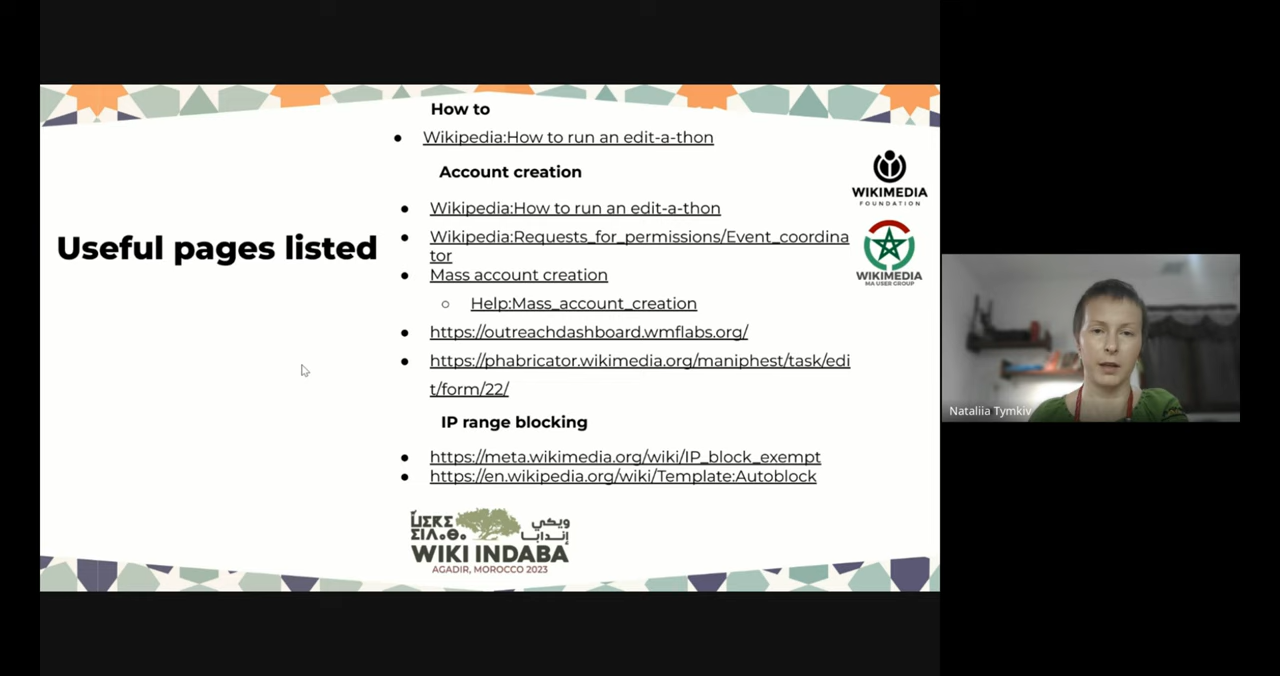 How to
Wikipedia:How to run an edit-a-thon
Account creation
Useful pages listed
Wikipedia:How to run an edit-a-thon
Wikipedia:Requests_for_permissions/Event_coordina
tor
Mass account creation
Help:Mass_account_creation
https://outreachdashboard.wmflabs.org/
https://phabricator.wikimedia.org/maniphest/task/edi
t/form/22/
IP range blocking
https://meta.wikimedia.org/wiki/IP_block_exempt
https://en.wikipedia.org/wiki/Template:Autoblock
WIKIMEDIA
FOUNDATION
WIKIMEDIA
MA USER GROUP
ويكي
إندابا
WIKI INDABA
AGADIR, MOROCCO 2023
Nataliia Tymkiv